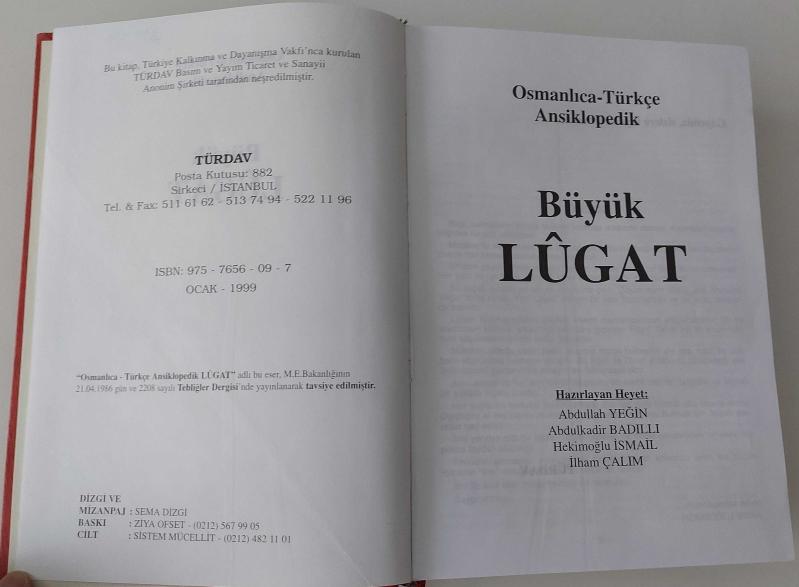 Bu kitap, Türkiye Kalkınma ve Dayanışma Vakfı'nca kurulan
TÜRDAV Basım ve Yayım Ticaret ve Sanayii
Anonim Şirketi tarafından neşredilmiştir.
TÜRDAV
Posta Kutusu: 882
Sirkeci / İSTANBUL
Tel. & Fax: 511 61 62 - 513 74 94 - 522 11 96
ISBN: 975 - 7656 - 09 - 7
OCAK - 1999
“Osmanlıca - Türkçe Ansiklopedik LÛGAT” adlı bu eser, M.E.Bakanlığının
21.04.1986 gün ve 2208 sayılı Tebliğler Dergisi'nde yayınlanarak tavsiye edilmiştir.
DİZGİ VE
MİZANPAJ : SEMA DİZGİ
BASKI : ZİYA OFSET - (0212) 567 99 05
CİLT : SİSTEM MÜCELLİT - (0212) 482 11 01
Osmanlıca-Türkçe
Ansiklopedik
Büyük
LÛGAT
Hazırlayan Heyet:
Abdullah YEĞİN
Abdulkadir BADILLI
Hekimoğlu İSMAİL
İlham ÇALIM